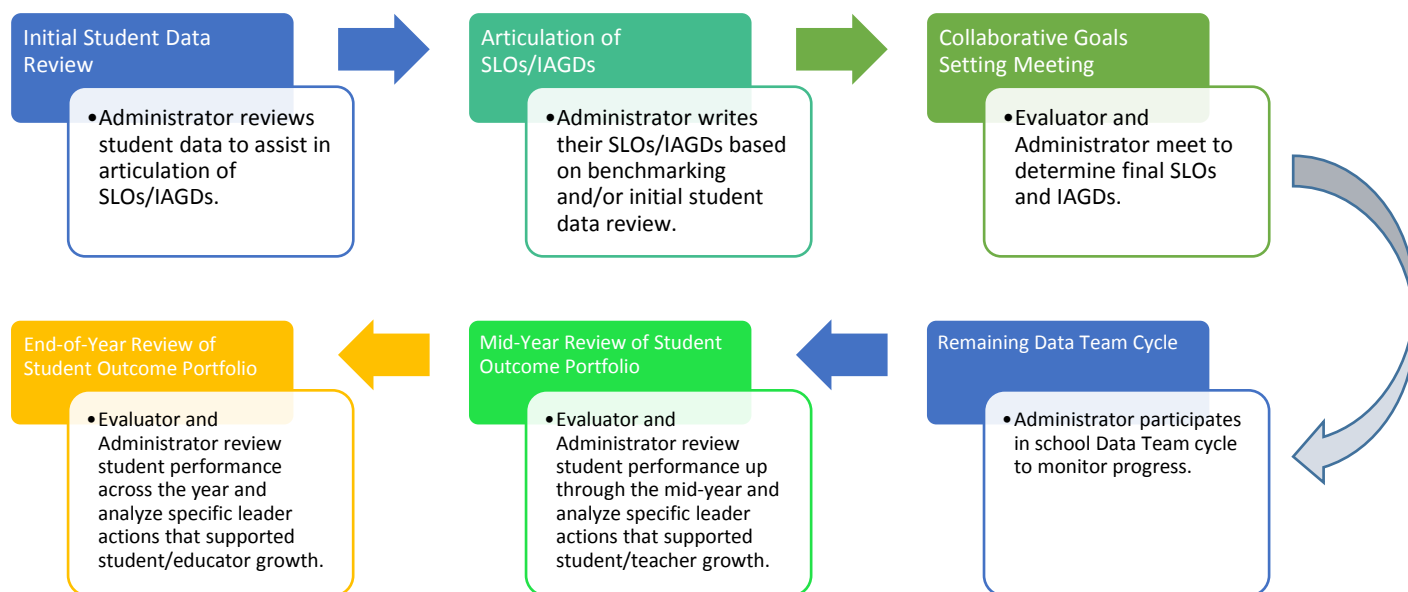 Initial Student Data
Review
•Administrator reviews
student data to assist in
articulation of
SLOs/IAGDs.
Articulation of
SLOs/IAGDs
•Administrator writes
their SLOs/IAGDs based
on benchmarking
and/or initial student
data review.
Collaborative Goals
Setting Meeting
•Evaluator and
Administrator meet to
determine final SLOs
and IAGDs.
Remaining Data Team Cycle
•Administrator participates
in school Data Team cycle
to monitor progress.
Mid-Year Review of Student
Outcome Portfolio
•Evaluator and
Administrator review
student performance up
through the mid-year and
analyze specific leader
actions that supported
student/teacher growth.
End-of-Year Review of
Student Outcome Portfolio
•Evaluator and
Administrator review
student performance
across the year and
analyze specific leader
actions that supported
student/educator growth.